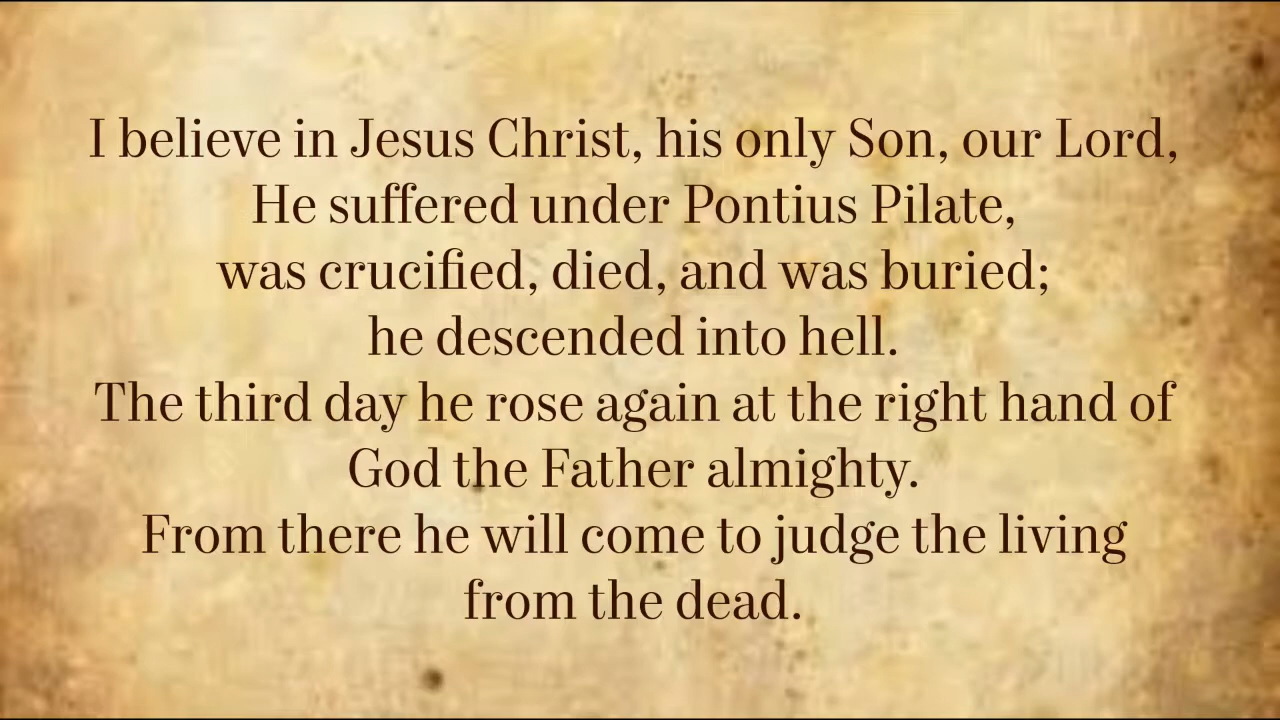 I believe in Jesus Christ, his only Son, our Lord,
He suffered under Pontius Pilate,
was crucified, died, and was buried;
he descended into hell.
The third day he rose again at the right hand of
God the Father almighty.
From there he will come to judge the living
from the dead.